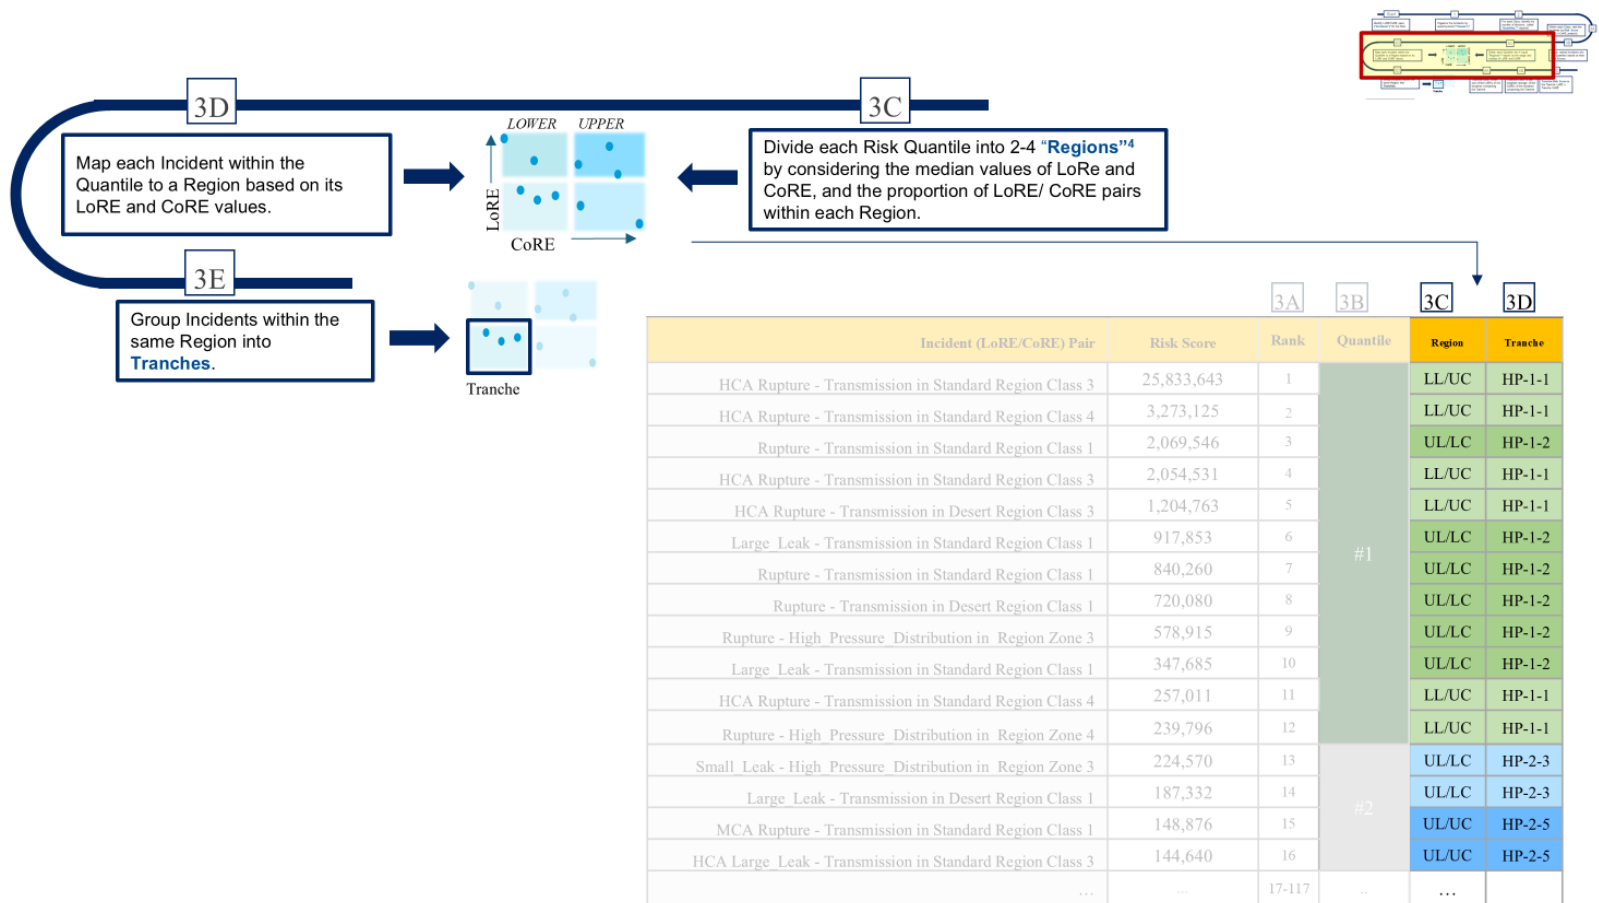 3D
3C
Map each Incident within the
Quantile to a Region based on its
LoRE and CoRE values.
LOWER UPPER
LoRE
CoRE
Divide each Risk Quantile into 2-4 “Regions”4
by considering the median values of LoRe and
CoRE, and the proportion of LoRE/ CoRE pairs
within each Region.
3E
Group Incidents within the
same Region into
Tranches.
Tranche
3A 3B 3C 3D
Incident (LoRE/CoRE) Pair Risk Score Rank Quantile Region Tranche
HCA Rupture - Transmission in Standard Region Class 3 25,833,643 1 LL/UC HP-1-1
HCA Rupture - Transmission in Standard Region Class 4 3,273,125 2 LL/UC HP-1-1
Rupture - Transmission in Standard Region Class 1 2,069,546 3 UL/LC HP-1-2
HCA Rupture - Transmission in Standard Region Class 3 2,054,531 4 LL/UC HP-1-1
HCA Rupture - Transmission in Desert Region Class 3 1,204,763 5 LL/UC HP-1-1
Large_Leak - Transmission in Standard Region Class 1 917,853 6 UL/LC HP-1-2
#1
Rupture - Transmission in Standard Region Class 1 840,260 7 UL/LC HP-1-2
Rupture - Transmission in Desert Region Class 1 720,080 8 UL/LC HP-1-2
Rupture - High_Pressure_Distribution in Region Zone 3 578,915 9 UL/LC HP-1-2
Large_Leak - Transmission in Standard Region Class 1 347,685 10 UL/LC HP-1-2
HCA Rupture - Transmission in Standard Region Class 4 257,011 11 LL/UC HP-1-1
Rupture - High_Pressure_Distribution in Region Zone 4 239,796 12 LL/UC HP-1-1
Small_Leak - High_Pressure_Distribution in Region Zone 3 224,570 13 UL/LC HP-2-3
Large_Leak - Transmission in Desert Region Class 1 187,332 14 UL/LC HP-2-3
#2
MCA Rupture - Transmission in Standard Region Class 1 148,876 15 UL/UC HP-2-5
HCA Large_Leak - Transmission in Standard Region Class 3 144,640 16 UL/UC HP-2-5
... ... 17-117 .. ...